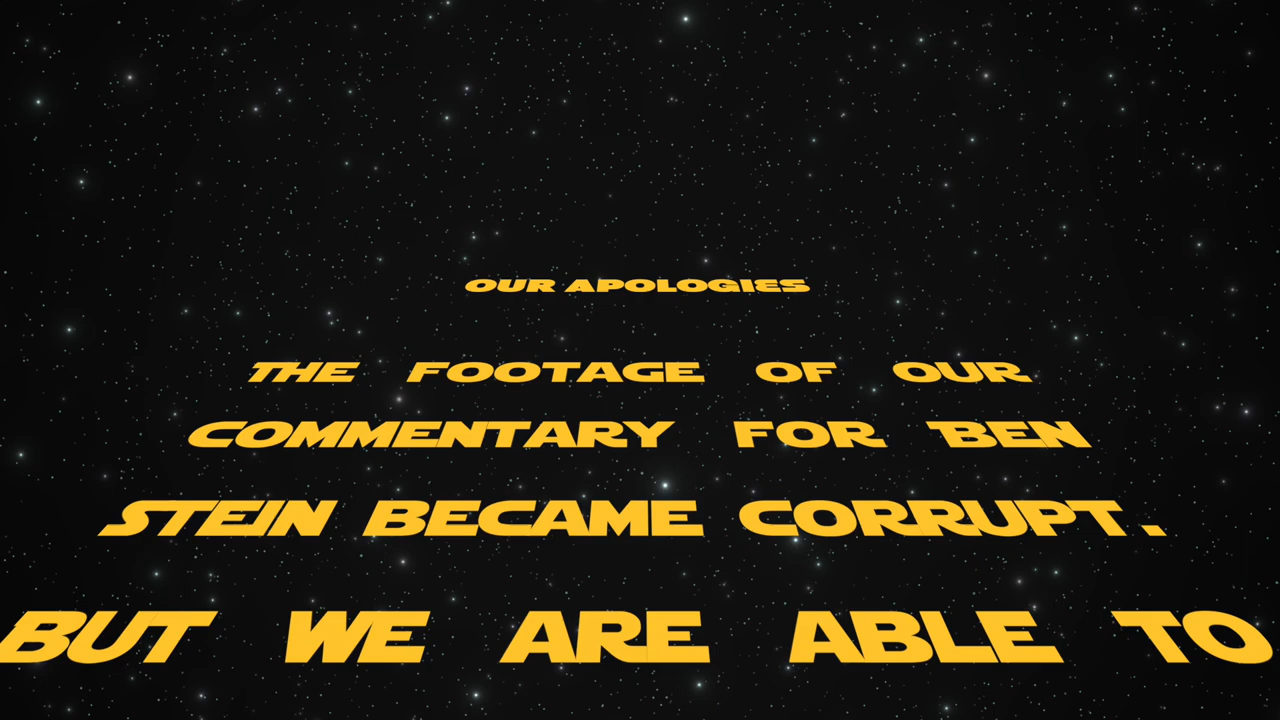 OUR APOLOGIES
THE FOOTAGE OF OUR
COMMENTARY FOR BEN
STEIN BECAME CORRUPT.
BUT WE ARE ABLE TO